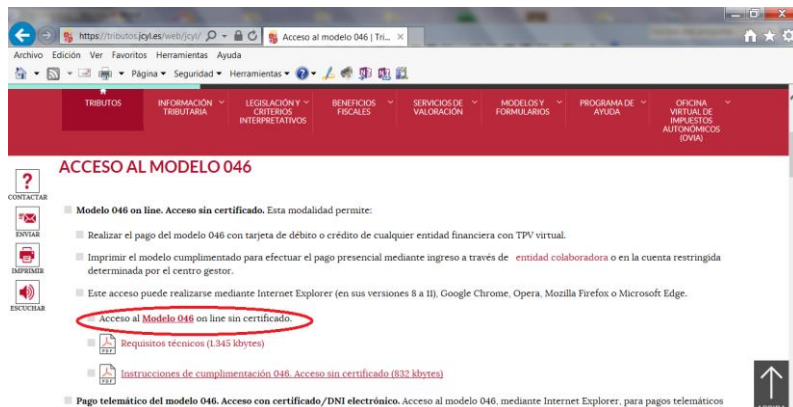 https://tributos.jcyl.es/web/jcyl/
Acceso al modelo 046 | Tri...
Archivo Edición Ver Favoritos Herramientas Ayuda
Página Seguridad Herramientas
TRIBUTOS
INFORMACIÓN TRIBUTARIA
LEGISLACIÓN Y CRITERIOS INTERPRETATIVOS
BENEFICIOS FISCALES
SERVICIOS DE VALORACIÓN
MODELOS Y FORMULARIOS
PROGRAMA DE AYUDA
OFICINA VIRTUAL DE IMPUESTOS AUTONÓMICOS (OVIA)
CONTACTAR
ENVIAR
IMPRIMIR
ESCUCHAR
ACCESO AL MODELO 046
Modelo 046 on line. Acceso sin certificado. Esta modalidad permite:
Realizar el pago del modelo 046 con tarjeta de débito o crédito de cualquier entidad financiera con TPV virtual.
Imprimir el modelo cumplimentado para efectuar el pago presencial mediante ingreso a través de entidad colaboradora o en la cuenta restringida
determinada por el centro gestor.
Este acceso puede realizarse mediante Internet Explorer (en sus versiones 8 a 11), Google Chrome, Opera, Mozilla Firefox o Microsoft Edge.
Acceso al Modelo 046 on line sin certificado.
PDF Requisitos técnicos (1.345 kbytes)
PDF Instrucciones de cumplimentación 046. Acceso sin certificado (832 kbytes)
Pago telemático del modelo 046. Acceso con certificado/DNI electrónico. Acceso al modelo 046, mediante Internet Explorer, para pagos telemáticos